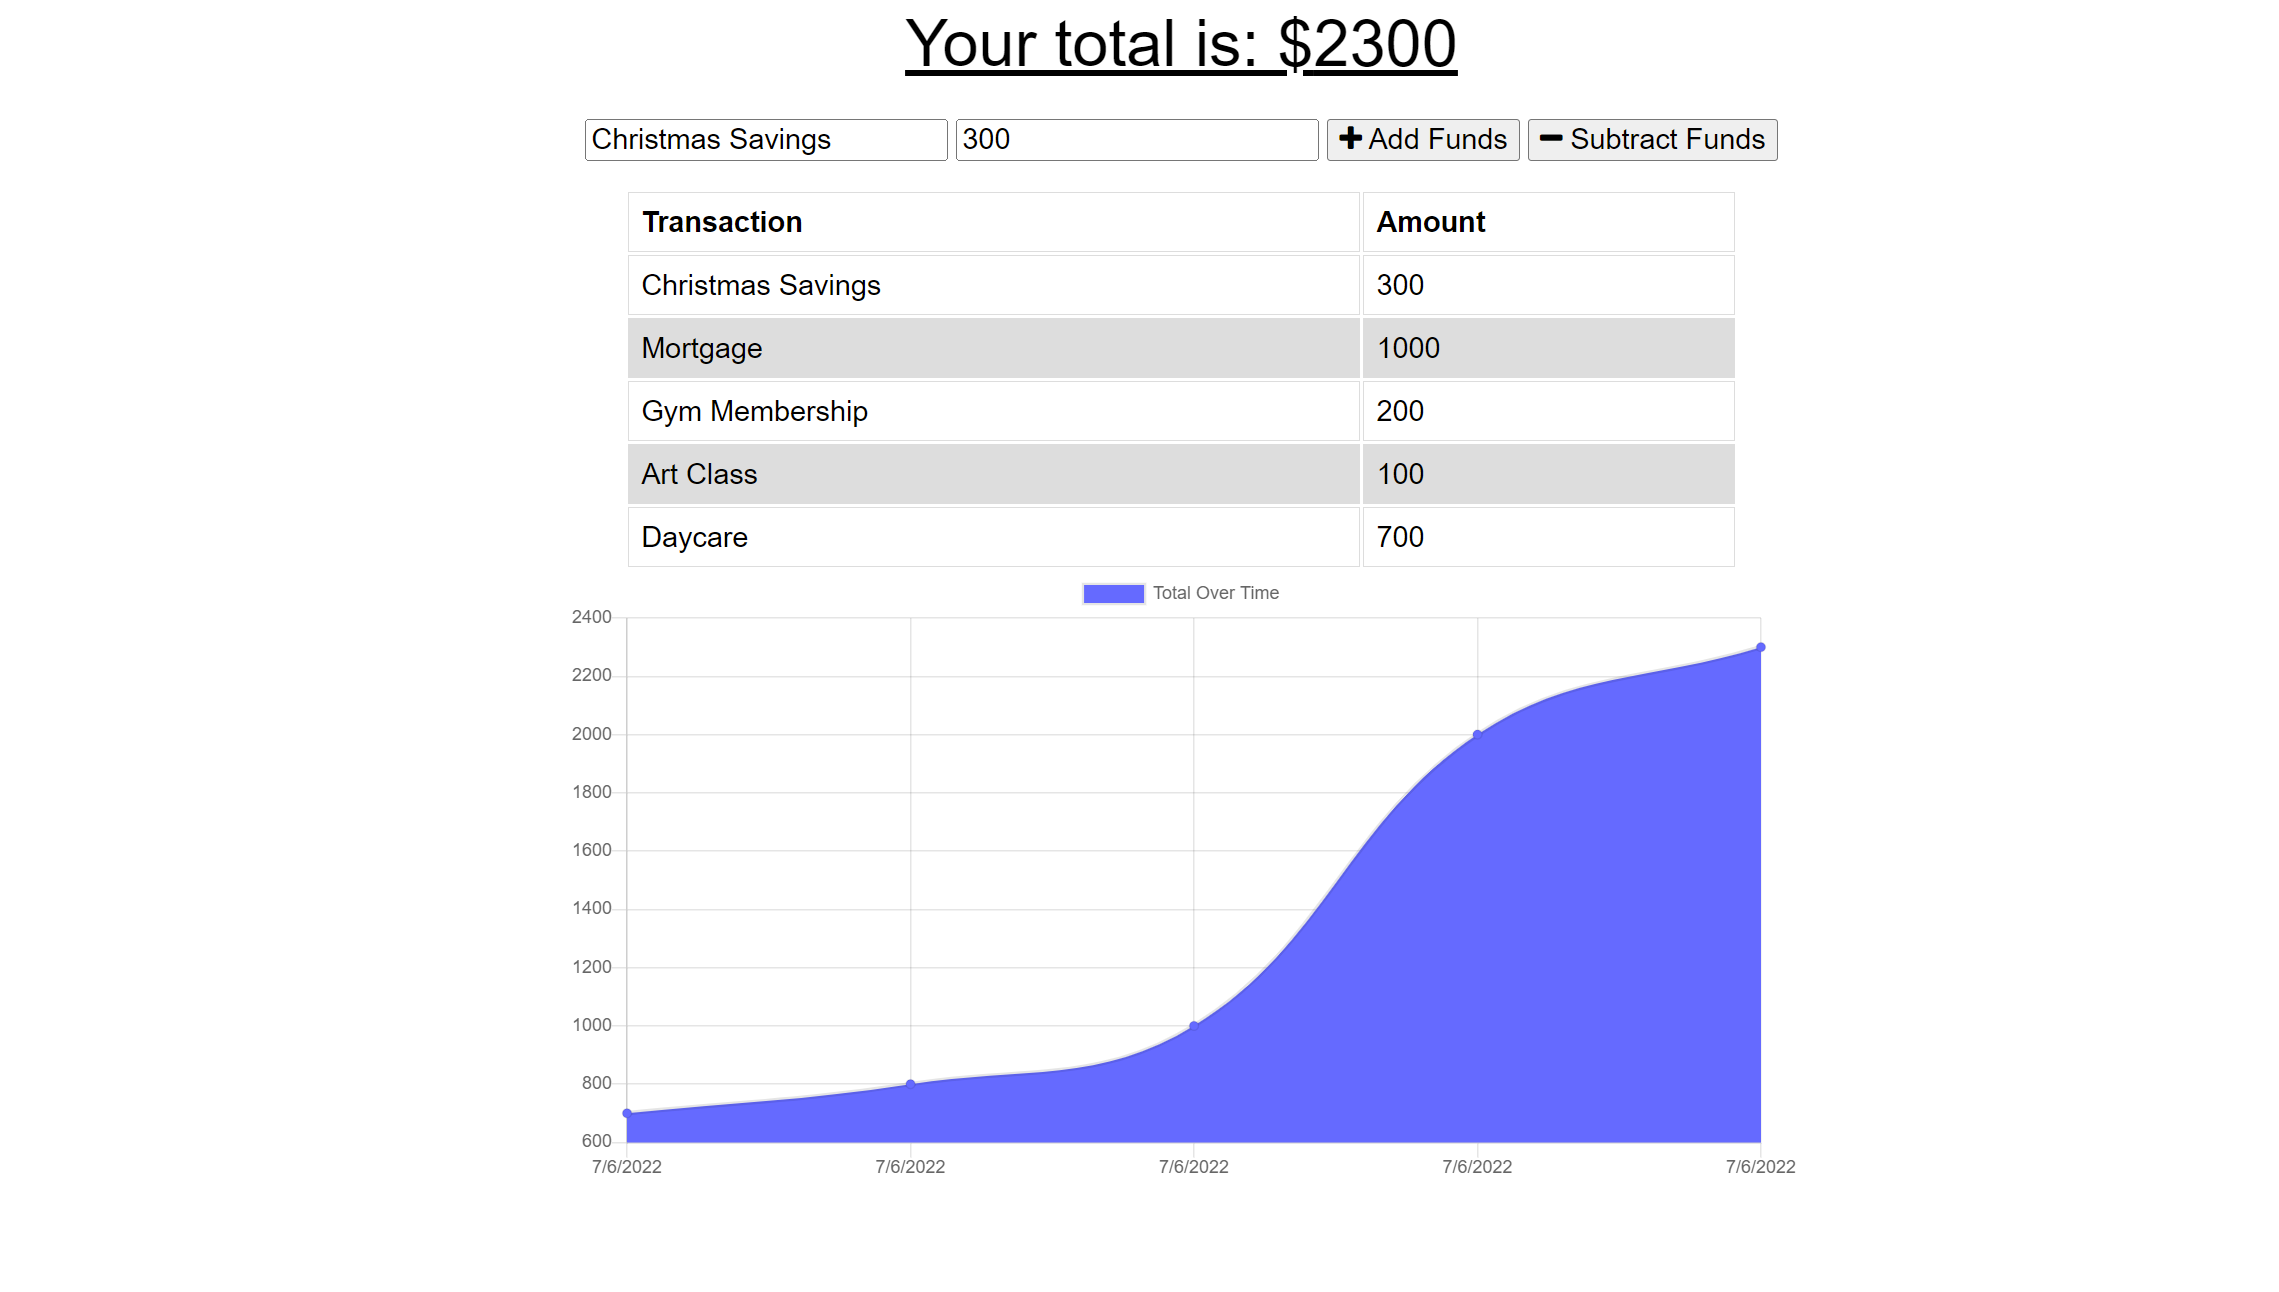 Your total is: $2300
Christmas Savings 300 Add Funds Subtract Funds
Transaction Amount
Christmas Savings 300
Mortgage 1000
Gym Membership 200
Art Class 100
Daycare 700
Total Over Time
2400
2200
2000
1800
1600
1400
1200
1000
800
600
7/6/2022 7/6/2022 7/6/2022 7/6/2022 7/6/2022